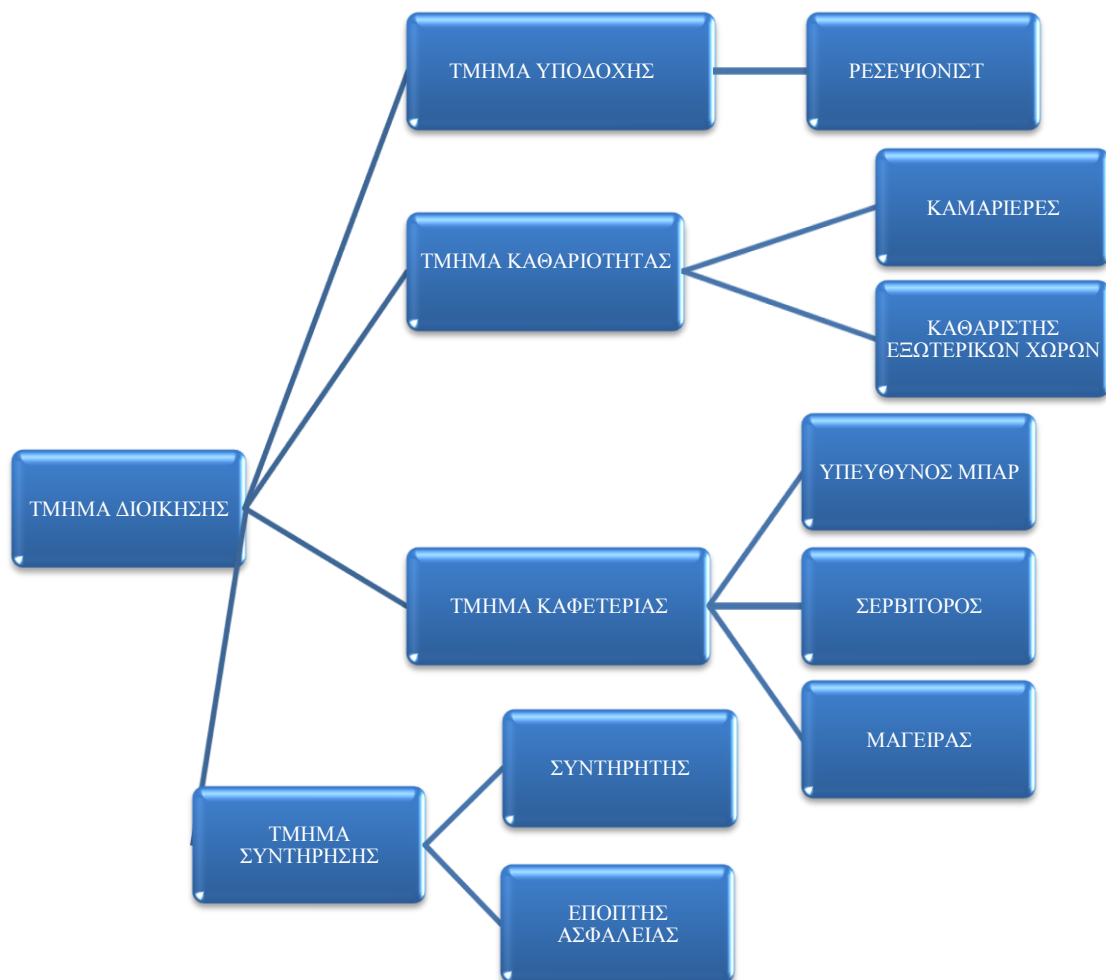 ΤΜΗΜΑ ΔΙΟΙΚΗΣΗΣ
ΤΜΗΜΑ ΥΠΟΔΟΧΗΣ
ΡΕΣΕΨΙΟΝΙΣΤ
ΤΜΗΜΑ ΚΑΘΑΡΙΟΤΗΤΑΣ
ΚΑΜΑΡΙΕΡΕΣ
ΚΑΘΑΡΙΣΤΗΣ
ΕΞΩΤΕΡΙΚΩΝ ΧΩΡΩΝ
ΤΜΗΜΑ ΚΑΦΕΤΕΡΙΑΣ
ΥΠΕΥΘΥΝΟΣ ΜΠΑΡ
ΣΕΡΒΙΤΟΡΟΣ
ΜΑΓΕΙΡΑΣ
ΤΜΗΜΑ
ΣΥΝΤΗΡΗΣΗΣ
ΣΥΝΤΗΡΗΤΗΣ
ΕΠΟΠΤΗΣ
ΑΣΦΑΛΕΙΑΣ